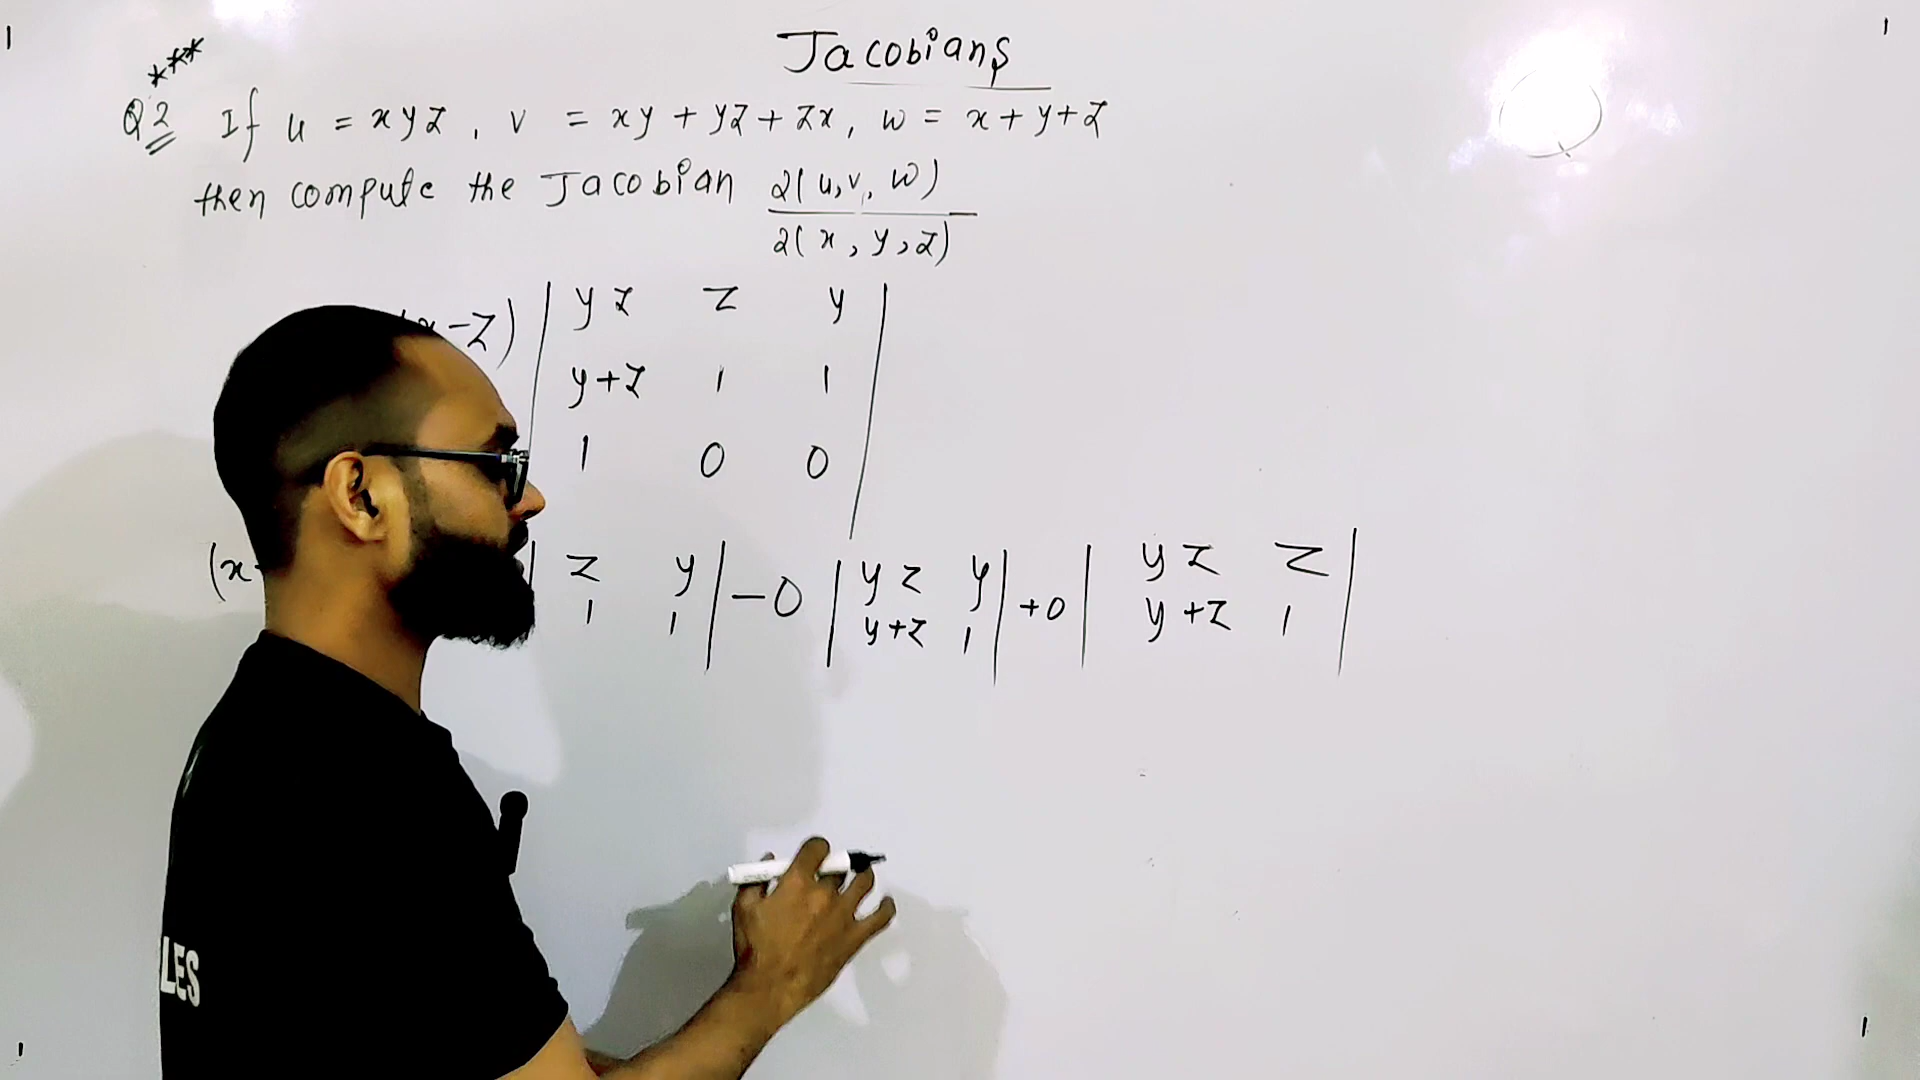 Jacobians
***
Q2 If u = xyz, v = xy + yz + zx, w = x + y + z
then compute the Jacobian ∂(u,v,w)
∂(x,y,z)
(x-z) | yz z y |
y+z 1 1
1 0 0
(x | z y | -0 | yz y | +0 | yz z |
1 1 y+z 1 y+z 1
LES